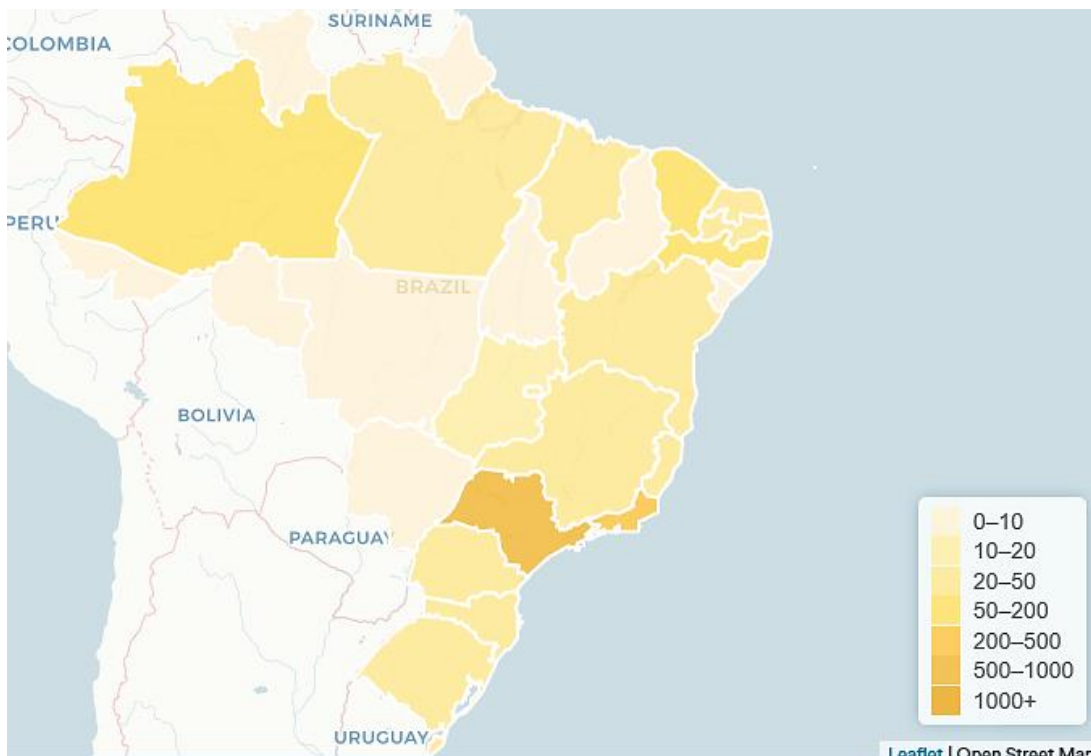 SURINAME
COLOMBIA
PERU
BRAZIL
BOLIVIA
PARAGUAY
URUGUAY
0–10
10–20
20–50
50–200
200–500
500–1000
1000+
Leaflet | Open Street Map